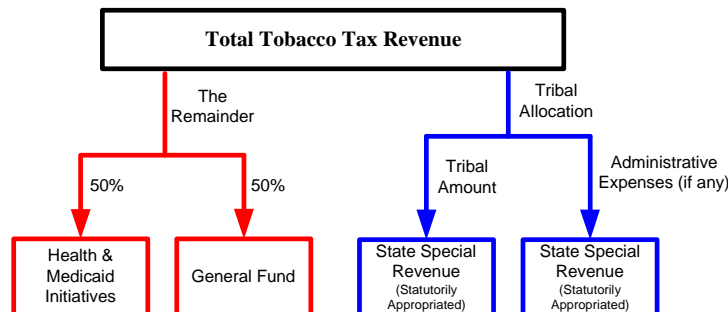 Total Tobacco Tax Revenue
The
Remainder
Tribal
Allocation
50%
50%
Tribal
Amount
Administrative
Expenses (if any)
Health &
Medicaid
Initiatives
General Fund
State Special
Revenue
(Statutorily
Appropriated)
State Special
Revenue
(Statutorily
Appropriated)